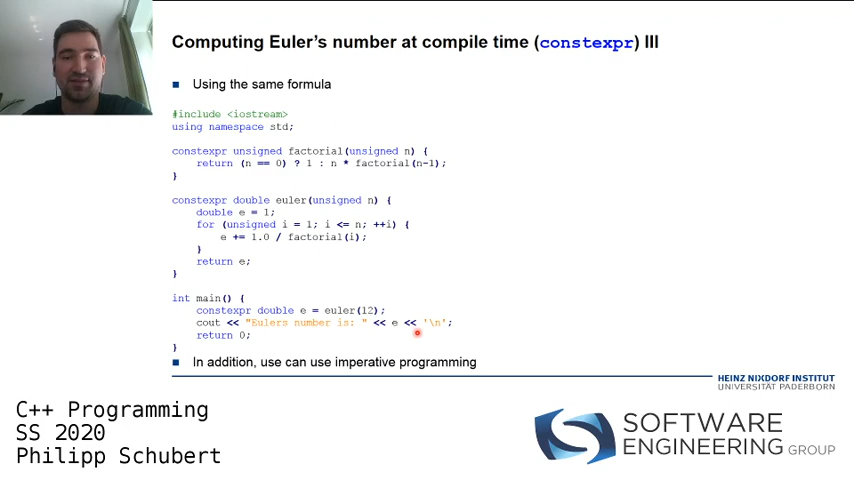 Computing Euler's number at compile time (constexpr) III
Using the same formula
#include <iostream>
using namespace std;
constexpr unsigned factorial(unsigned n) {
return (n == 0) ? 1 : n * factorial(n-1);
}
constexpr double euler(unsigned n) {
double e = 1;
for (unsigned i = 1; i <= n; ++i) {
e += 1.0 / factorial(i);
}
return e;
}
int main() {
constexpr double e = euler(12);
cout << "Eulers number is: " << e << '\n';
return 0;
}
In addition, use can use imperative programming
HEINZ NIXDORF INSTITUT
UNIVERSITÄT PADERBORN
C++ Programming
SS 2020
Philipp Schubert
SOFTWARE
ENGINEERING GROUP